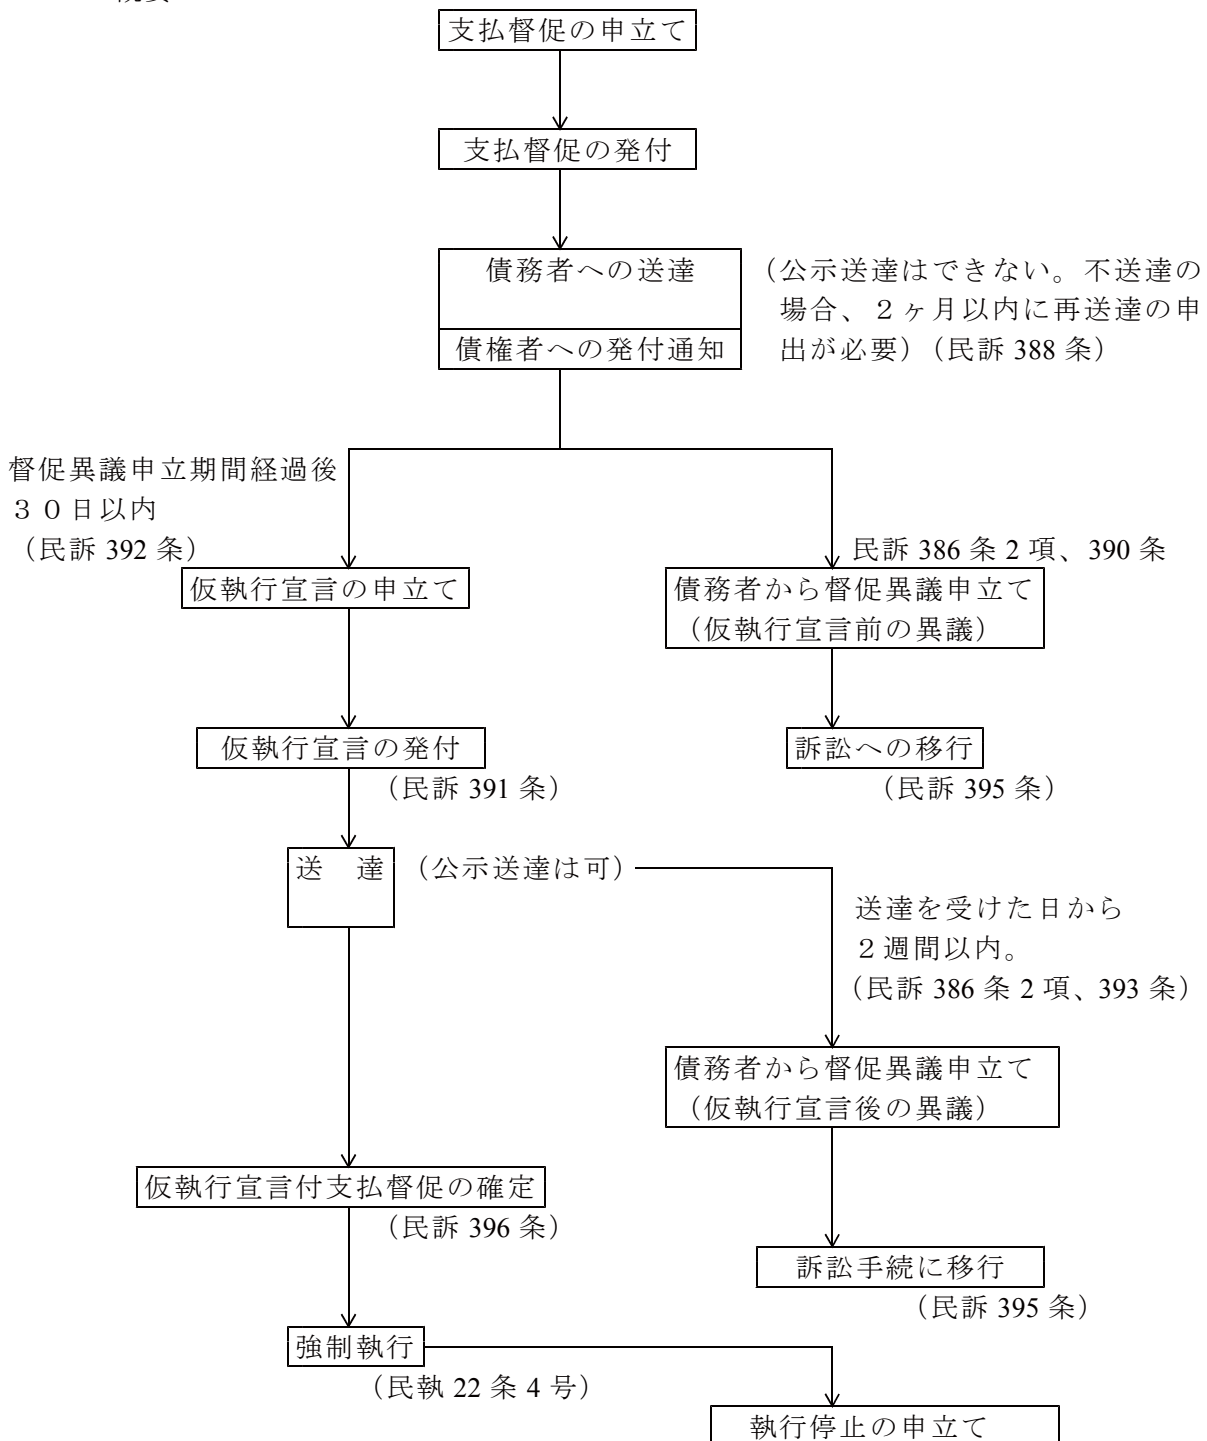 支払督促の申立て
支払督促の発付
債務者への送達
債権者への発付通知
(公示送達はできない。不送達の
場合、２ヶ月以内に再送達の申
出が必要)(民訴 388 条)
督促異議申立期間経過後
３０日以内
(民訴 392 条)
仮執行宣言の申立て
民訴 386 条 2 項、390 条
債務者から督促異議申立て
(仮執行宣言前の異議)
仮執行宣言の発付
(民訴 391 条)
訴訟への移行
(民訴 395 条)
送　達
(公示送達は可)
送達を受けた日から
２週間以内。
(民訴 386 条 2 項、393 条)
債務者から督促異議申立て
(仮執行宣言後の異議)
仮執行宣言付支払督促の確定
(民訴 396 条)
訴訟手続に移行
(民訴 395 条)
強制執行
(民執 22 条 4 号)
執行停止の申立て